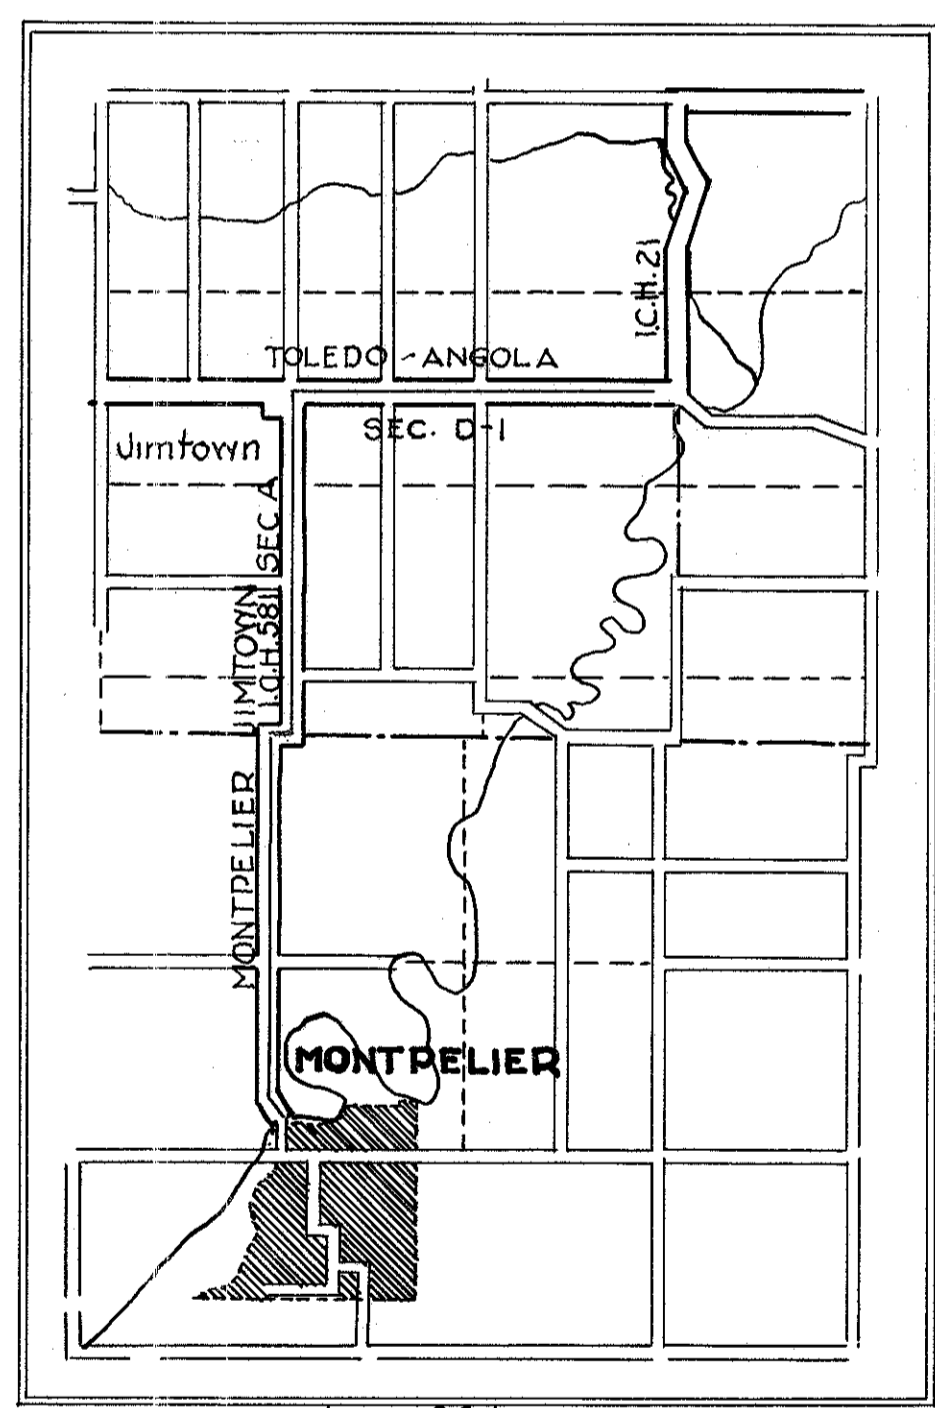 I.C.H. 21
TOLEDO - ANGOLA
SEC. D-1
Jimtown
MONTPELIER JIMTOWN SEC A
I.C.H. 581
MONTPELIER